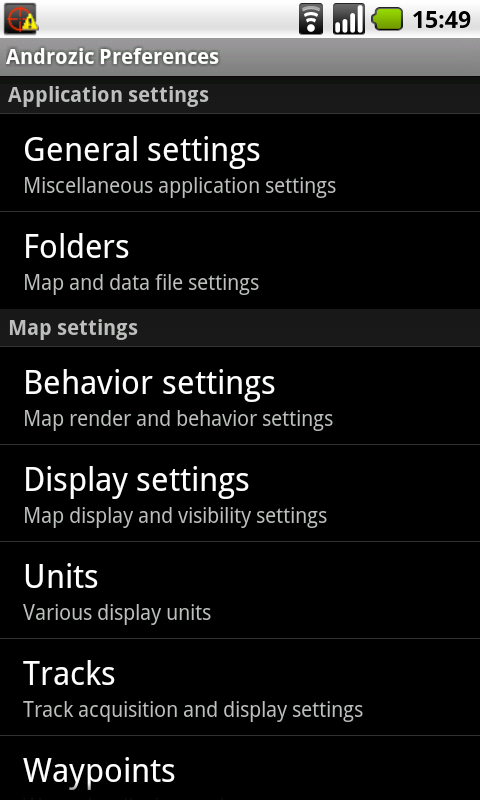 15:49
Androzic Preferences
Application settings
General settings
Miscellaneous application settings
Folders
Map and data file settings
Map settings
Behavior settings
Map render and behavior settings
Display settings
Map display and visibility settings
Units
Various display units
Tracks
Track acquisition and display settings
Waypoints